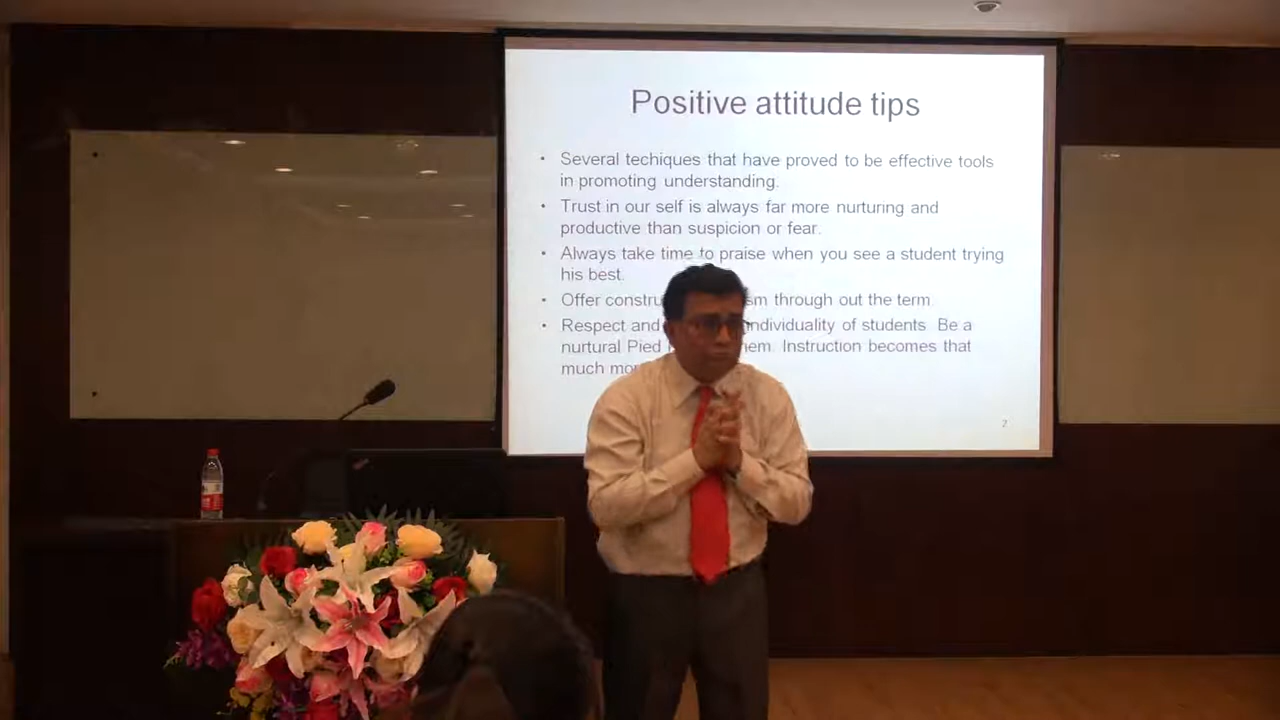 Positive attitude tips
• Several techiques that have proved to be effective tools
in promoting understanding.
• Trust in our self is always far more nurturing and
productive than suspicion or fear.
• Always take time to praise when you see a student trying
his best.
• Offer through out the term
• Respect and individuality of students Be a
nurtural Pied Instruction becomes that
much
2